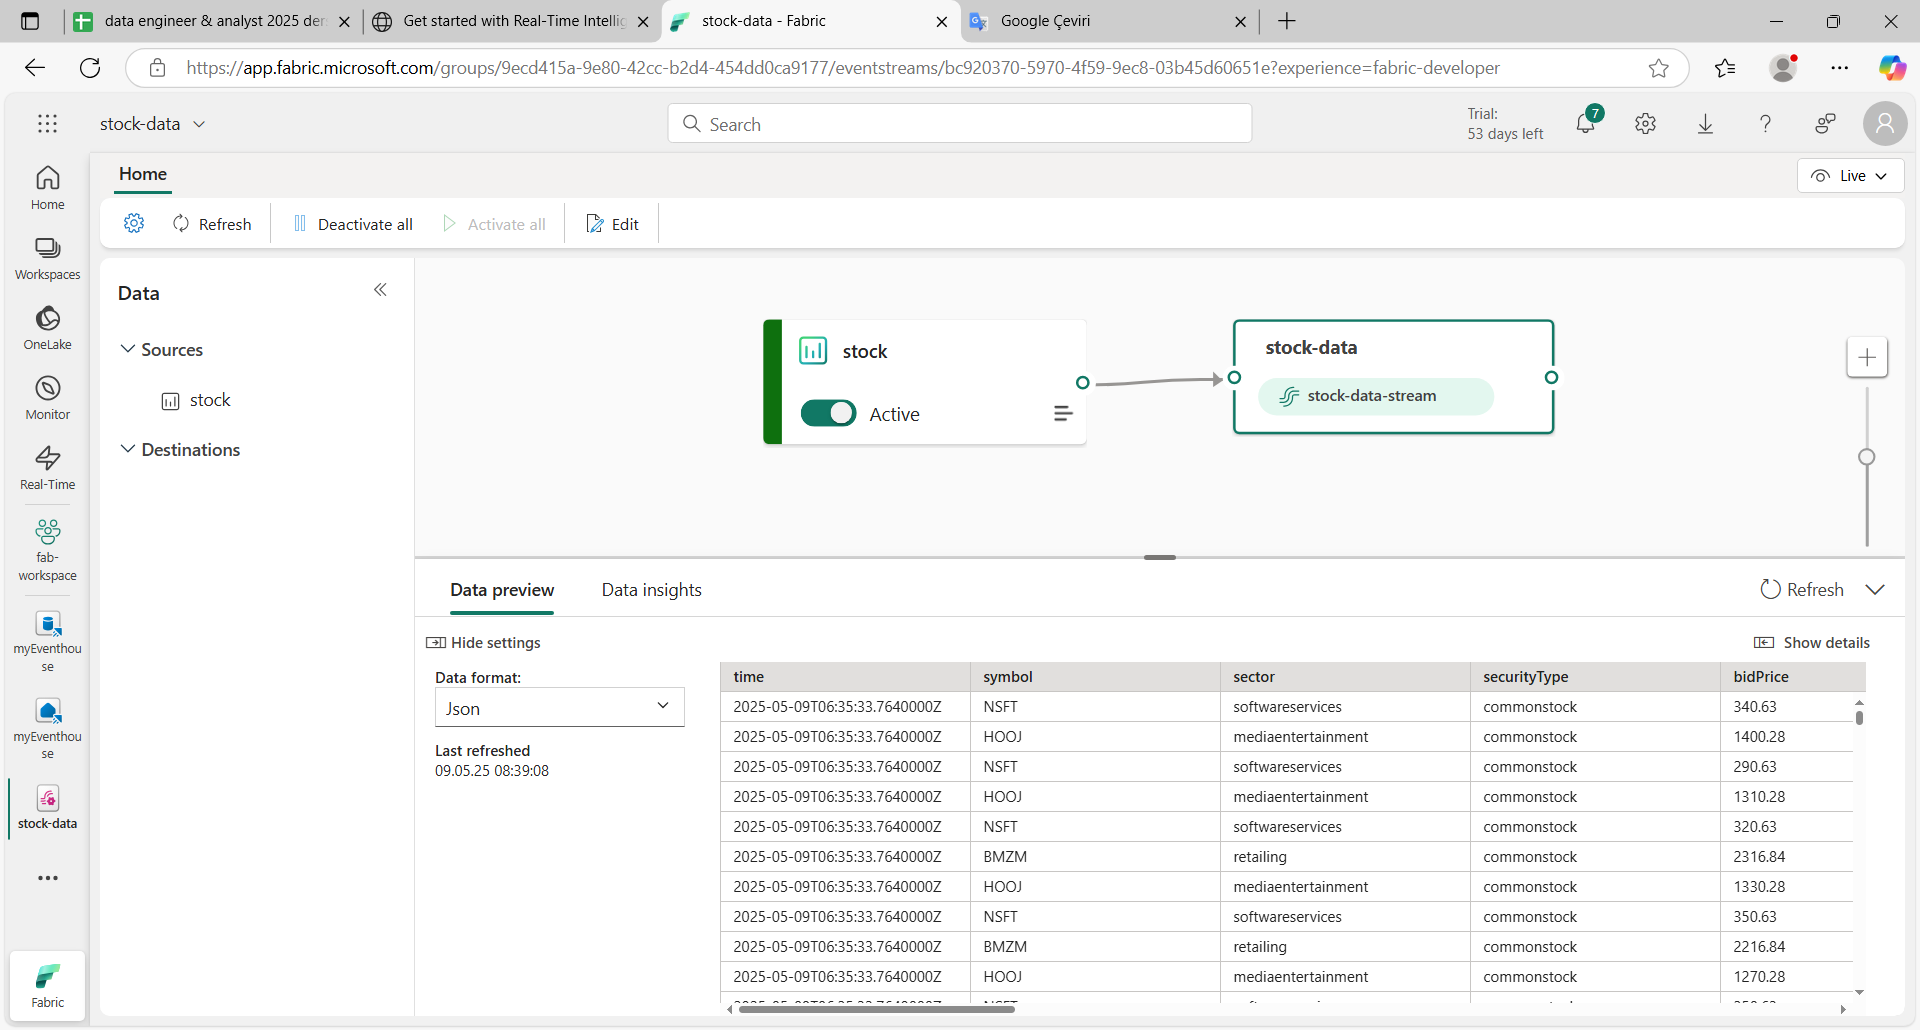 data engineer & analyst 2025 der
Get started with Real-Time Intellig
stock-data - Fabric
Google Çeviri
https://app.fabric.microsoft.com/groups/9ecd415a-9e80-42cc-b2d4-454dd0ca9177/eventstreams/bc920370-5970-4f59-9ec8-03b45d60651e?experience=fabric-developer
stock-data
Search
Trial:
53 days left
7
Home
Live
Refresh
Deactivate all
Activate all
Edit
Home
Workspaces
OneLake
Monitor
Real-Time
fab-
workspace
myEventhou
se
myEventhou
se
stock-data
Fabric
Data
Sources
stock
Destinations
stock
Active
stock-data
stock-data-stream
Data preview
Data insights
Refresh
Hide settings
Show details
Data format:
Json
Last refreshed
09.05.25 08:39:08
time symbol sector securityType bidPrice
2025-05-09T06:35:33.7640000Z NSFT softwareservices commonstock 340.63
2025-05-09T06:35:33.7640000Z HOOJ mediaentertainment commonstock 1400.28
2025-05-09T06:35:33.7640000Z NSFT softwareservices commonstock 290.63
2025-05-09T06:35:33.7640000Z HOOJ mediaentertainment commonstock 1310.28
2025-05-09T06:35:33.7640000Z NSFT softwareservices commonstock 320.63
2025-05-09T06:35:33.7640000Z BMZM retailing commonstock 2316.84
2025-05-09T06:35:33.7640000Z HOOJ mediaentertainment commonstock 1330.28
2025-05-09T06:35:33.7640000Z NSFT softwareservices commonstock 350.63
2025-05-09T06:35:33.7640000Z BMZM retailing commonstock 2216.84
2025-05-09T06:35:33.7640000Z HOOJ mediaentertainment commonstock 1270.28